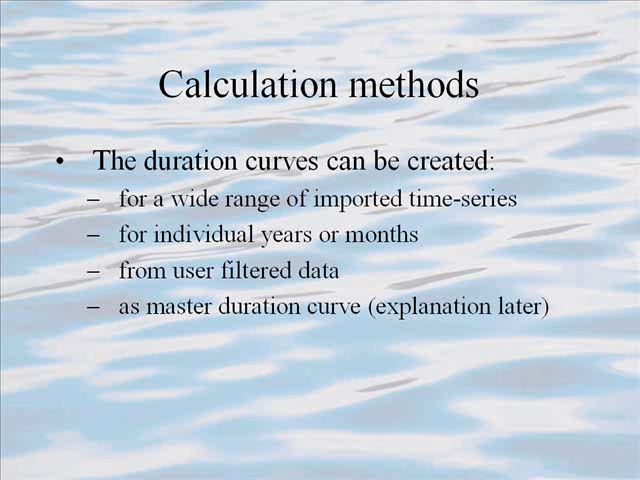 Calculation methods
• The duration curves can be created:
– for a wide range of imported time-series
– for individual years or months
– from user filtered data
– as master duration curve (explanation later)